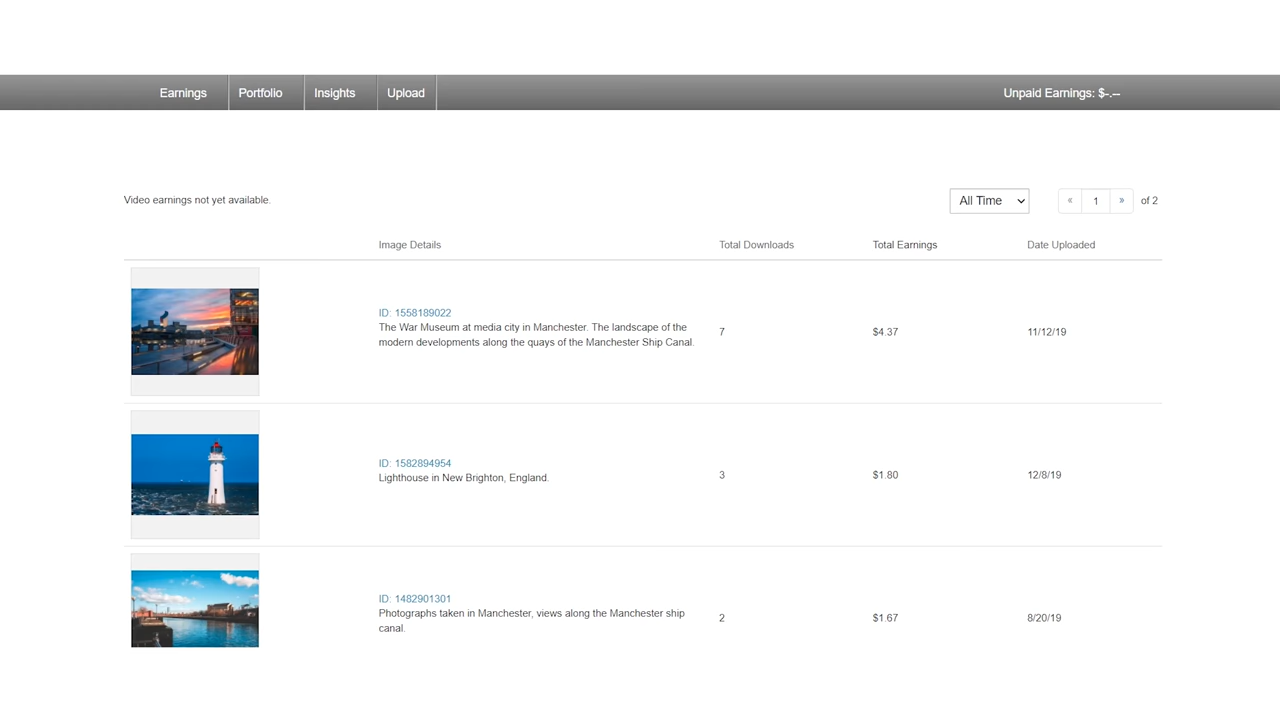 Earnings Portfolio Insights Upload Unpaid Earnings: $-.--
Video earnings not yet available. All Time « 1 » of 2
Image Details Total Downloads Total Earnings Date Uploaded
ID: 1558189022
The War Museum at media city in Manchester. The landscape of the
modern developments along the quays of the Manchester Ship Canal.
7 $4.37 11/12/19
ID: 1582894954
Lighthouse in New Brighton, England.
3 $1.80 12/8/19
ID: 1482901301
Photographs taken in Manchester, views along the Manchester ship
canal.
2 $1.67 8/20/19